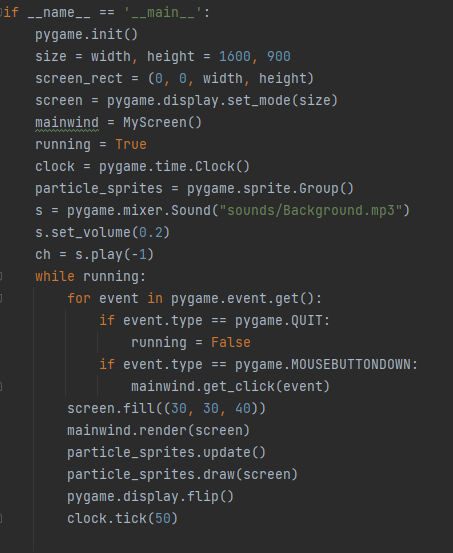 if __name__ == '__main__':
    pygame.init()
    size = width, height = 1600, 900
    screen_rect = (0, 0, width, height)
    screen = pygame.display.set_mode(size)
    mainwind = MyScreen()
    running = True
    clock = pygame.time.Clock()
    particle_sprites = pygame.sprite.Group()
    s = pygame.mixer.Sound("sounds/Background.mp3")
    s.set_volume(0.2)
    ch = s.play(-1)
    while running:
        for event in pygame.event.get():
            if event.type == pygame.QUIT:
                running = False
            if event.type == pygame.MOUSEBUTTONDOWN:
                mainwind.get_click(event)
        screen.fill((30, 30, 40))
        mainwind.render(screen)
        particle_sprites.update()
        particle_sprites.draw(screen)
        pygame.display.flip()
        clock.tick(50)